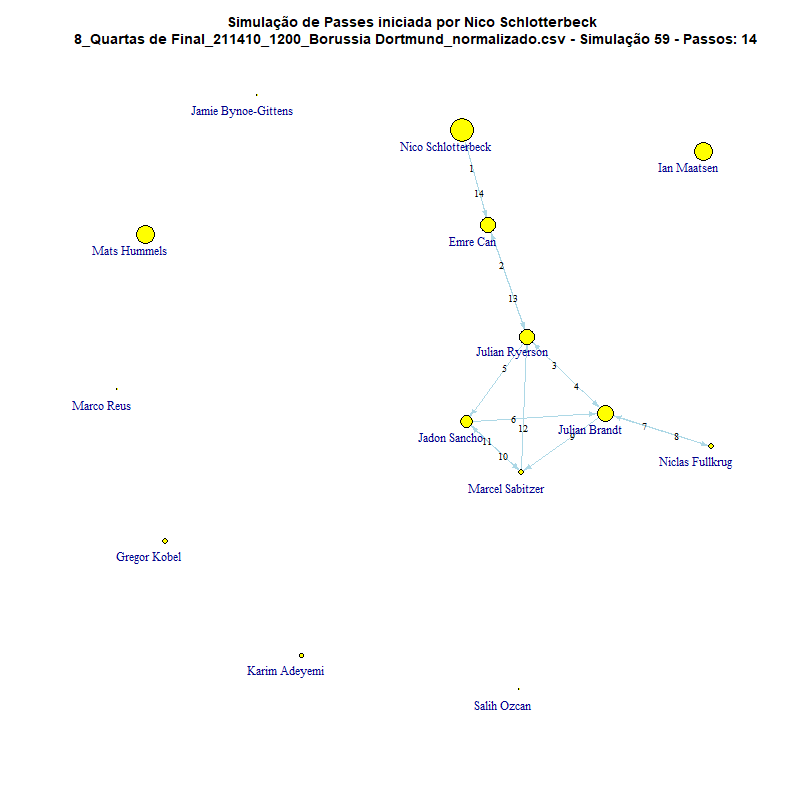 Simulação de Passes iniciada por Nico Schlotterbeck
8_Quartas de Final_211410_1200_Borussia Dortmund_normalizado.csv - Simulação 59 - Passos: 14
Jamie Bynoe-Gittens
Nico Schlotterbeck
Ian Maatsen
1
14
Emre Can
Mats Hummels
2
13
Julian Ryerson
3
5
4
Marco Reus
6
12
7
Julian Brandt
9
8
Jadon Sancho
11
10
Niclas Fullkrug
Marcel Sabitzer
Gregor Kobel
Karim Adeyemi
Salih Ozcan